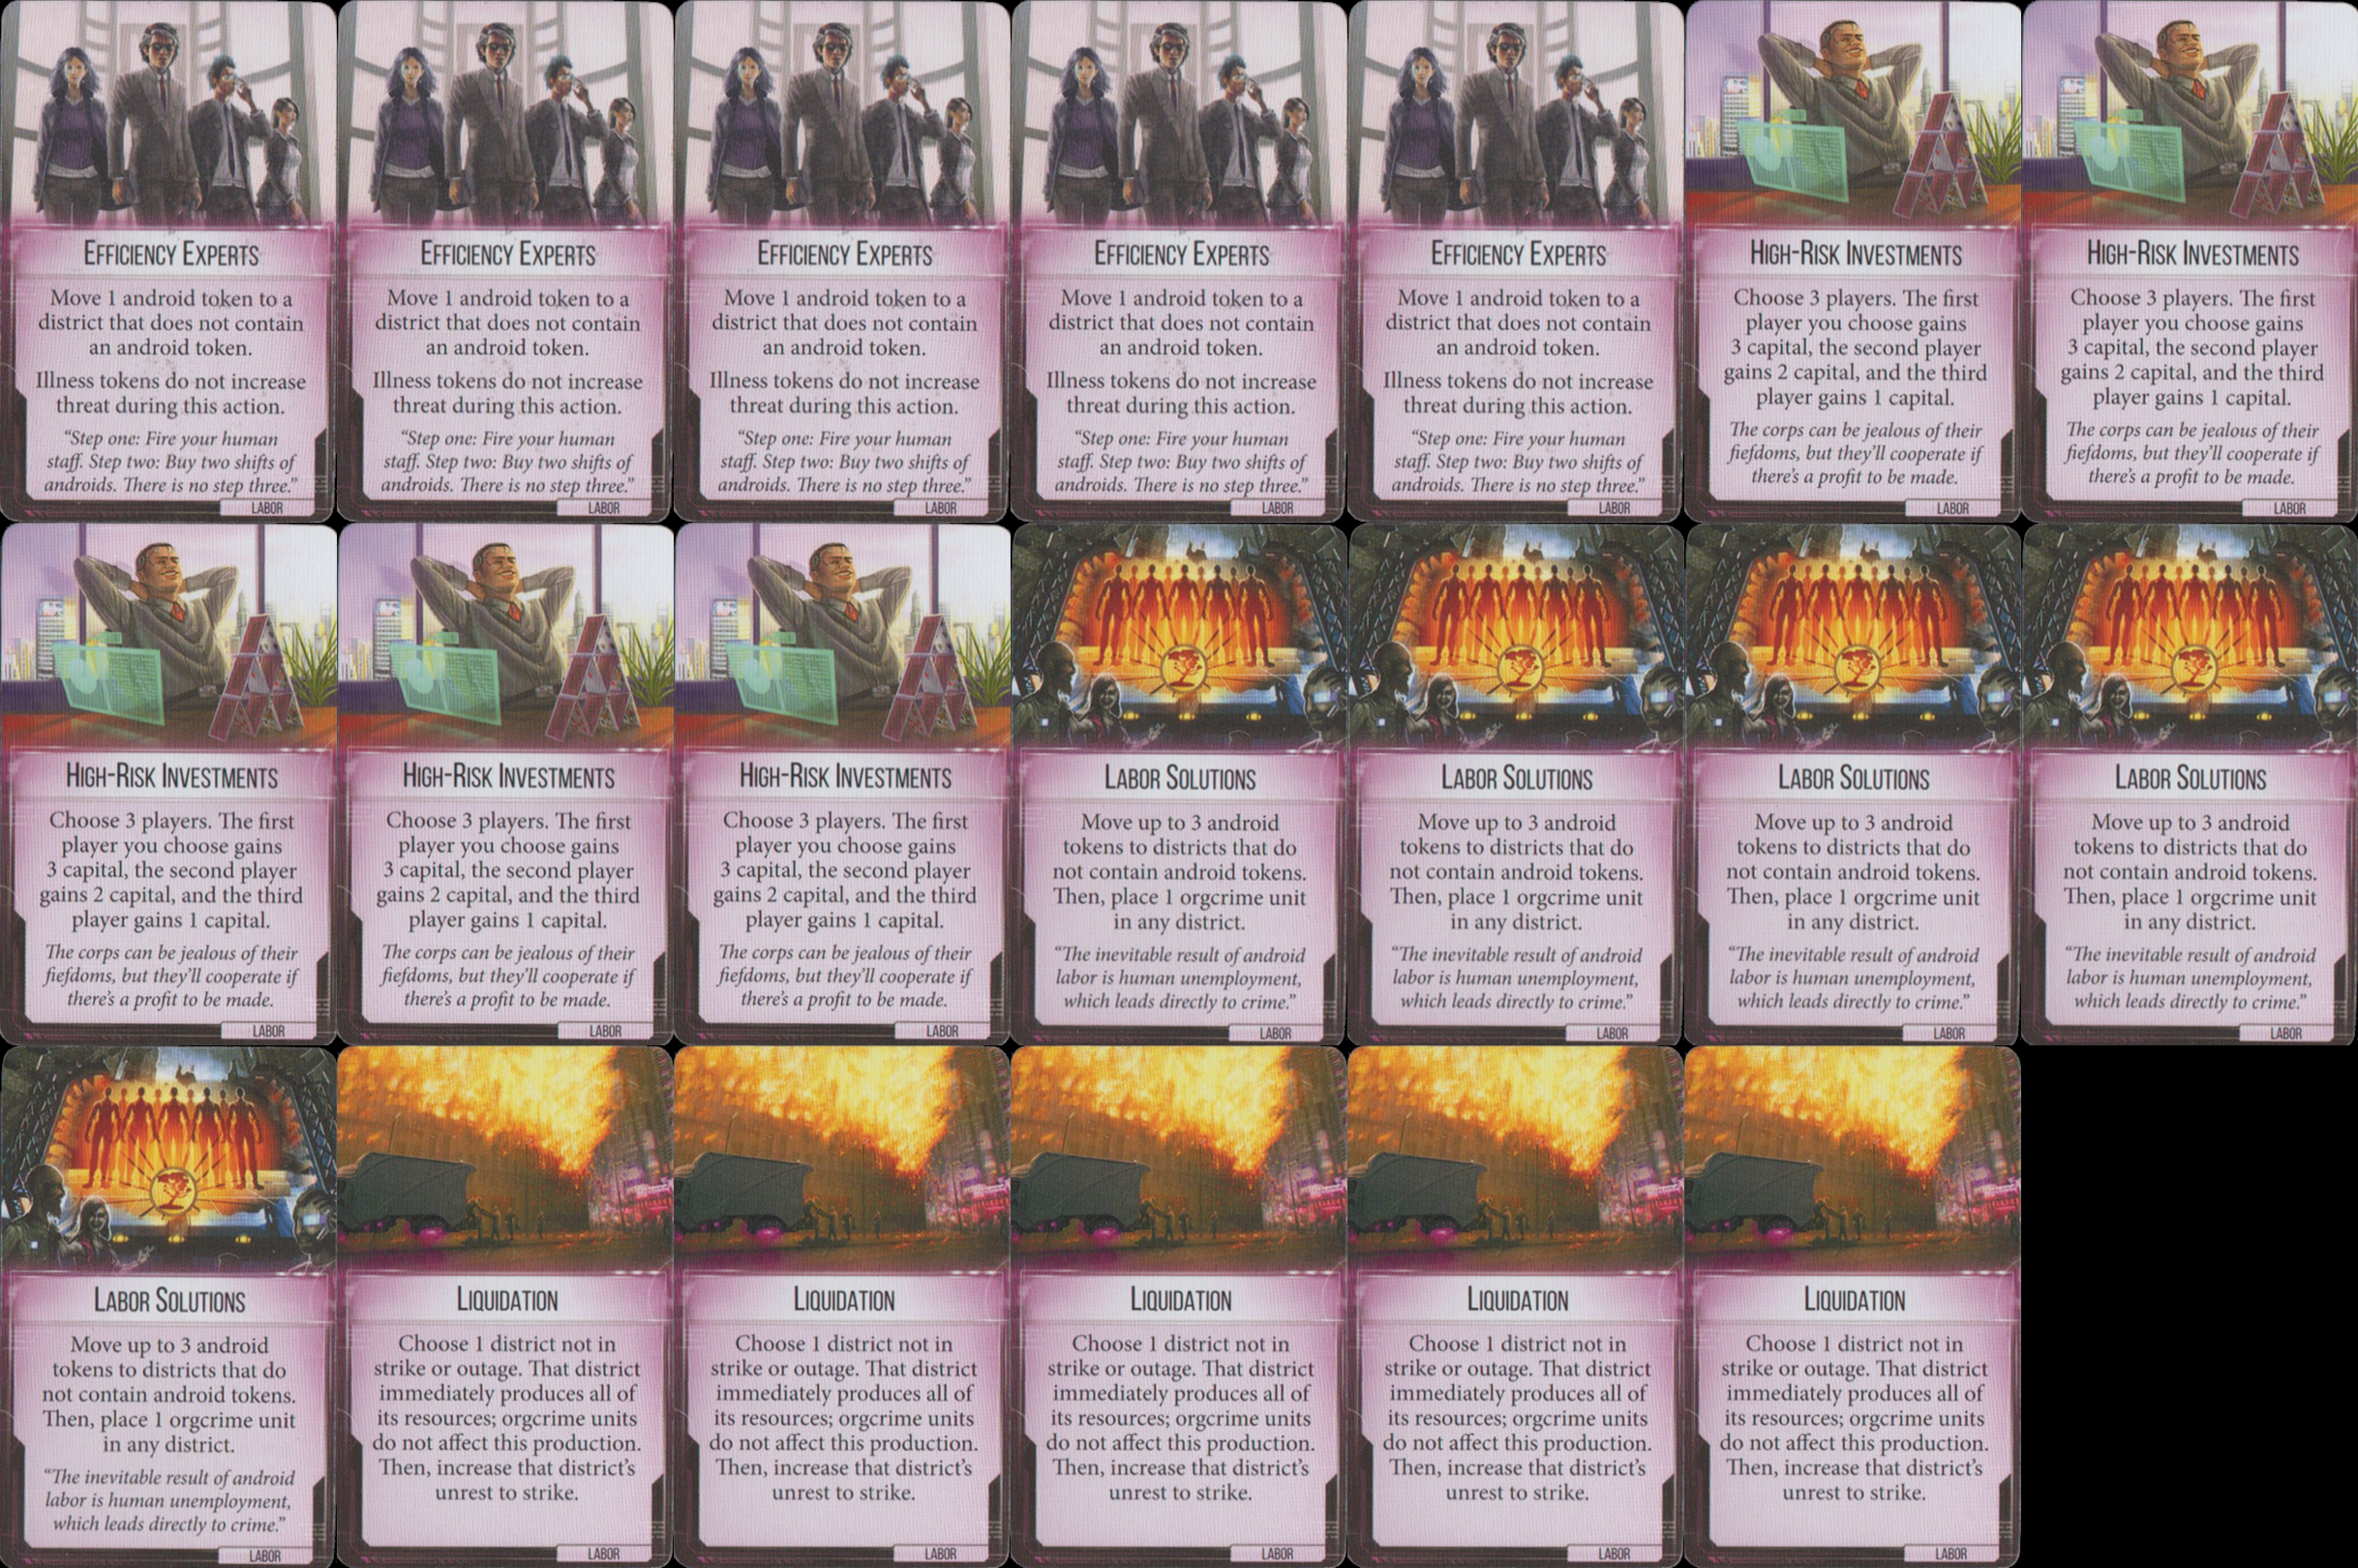 EFFICIENCY EXPERTS
Move 1 android token to a
district that does not contain
an android token.
Illness tokens do not increase
threat during this action.
“Step one: Fire your human
staff. Step two: Buy two shifts of
androids. There is no step three.”
LABOR
EFFICIENCY EXPERTS
Move 1 android token to a
district that does not contain
an android token.
Illness tokens do not increase
threat during this action.
“Step one: Fire your human
staff. Step two: Buy two shifts of
androids. There is no step three.”
LABOR
EFFICIENCY EXPERTS
Move 1 android token to a
district that does not contain
an android token.
Illness tokens do not increase
threat during this action.
“Step one: Fire your human
staff. Step two: Buy two shifts of
androids. There is no step three.”
LABOR
EFFICIENCY EXPERTS
Move 1 android token to a
district that does not contain
an android token.
Illness tokens do not increase
threat during this action.
“Step one: Fire your human
staff. Step two: Buy two shifts of
androids. There is no step three.”
LABOR
EFFICIENCY EXPERTS
Move 1 android token to a
district that does not contain
an android token.
Illness tokens do not increase
threat during this action.
“Step one: Fire your human
staff. Step two: Buy two shifts of
androids. There is no step three.”
LABOR
HIGH-RISK INVESTMENTS
Choose 3 players. The first
player you choose gains
3 capital, the second player
gains 2 capital, and the third
player gains 1 capital.
The corps can be jealous of their
fiefdoms, but they’ll cooperate if
there’s a profit to be made.
LABOR
HIGH-RISK INVESTMENTS
Choose 3 players. The first
player you choose gains
3 capital, the second player
gains 2 capital, and the third
player gains 1 capital.
The corps can be jealous of their
fiefdoms, but they’ll cooperate if
there’s a profit to be made.
LABOR
HIGH-RISK INVESTMENTS
Choose 3 players. The first
player you choose gains
3 capital, the second player
gains 2 capital, and the third
player gains 1 capital.
The corps can be jealous of their
fiefdoms, but they’ll cooperate if
there’s a profit to be made.
LABOR
HIGH-RISK INVESTMENTS
Choose 3 players. The first
player you choose gains
3 capital, the second player
gains 2 capital, and the third
player gains 1 capital.
The corps can be jealous of their
fiefdoms, but they’ll cooperate if
there’s a profit to be made.
LABOR
HIGH-RISK INVESTMENTS
Choose 3 players. The first
player you choose gains
3 capital, the second player
gains 2 capital, and the third
player gains 1 capital.
The corps can be jealous of their
fiefdoms, but they’ll cooperate if
there’s a profit to be made.
LABOR
LABOR SOLUTIONS
Move up to 3 android
tokens to districts that do
not contain android tokens.
Then, place 1 orgcrime unit
in any district.
“The inevitable result of android
labor is human unemployment,
which leads directly to crime.”
LABOR
LABOR SOLUTIONS
Move up to 3 android
tokens to districts that do
not contain android tokens.
Then, place 1 orgcrime unit
in any district.
“The inevitable result of android
labor is human unemployment,
which leads directly to crime.”
LABOR
LABOR SOLUTIONS
Move up to 3 android
tokens to districts that do
not contain android tokens.
Then, place 1 orgcrime unit
in any district.
“The inevitable result of android
labor is human unemployment,
which leads directly to crime.”
LABOR
LABOR SOLUTIONS
Move up to 3 android
tokens to districts that do
not contain android tokens.
Then, place 1 orgcrime unit
in any district.
“The inevitable result of android
labor is human unemployment,
which leads directly to crime.”
LABOR
LABOR SOLUTIONS
Move up to 3 android
tokens to districts that do
not contain android tokens.
Then, place 1 orgcrime unit
in any district.
“The inevitable result of android
labor is human unemployment,
which leads directly to crime.”
LABOR
LIQUIDATION
Choose 1 district not in
strike or outage. That district
immediately produces all of
its resources; orgcrime units
do not affect this production.
Then, increase that district’s
unrest to strike.
LABOR
LIQUIDATION
Choose 1 district not in
strike or outage. That district
immediately produces all of
its resources; orgcrime units
do not affect this production.
Then, increase that district’s
unrest to strike.
LABOR
LIQUIDATION
Choose 1 district not in
strike or outage. That district
immediately produces all of
its resources; orgcrime units
do not affect this production.
Then, increase that district’s
unrest to strike.
LABOR
LIQUIDATION
Choose 1 district not in
strike or outage. That district
immediately produces all of
its resources; orgcrime units
do not affect this production.
Then, increase that district’s
unrest to strike.
LABOR
LIQUIDATION
Choose 1 district not in
strike or outage. That district
immediately produces all of
its resources; orgcrime units
do not affect this production.
Then, increase that district’s
unrest to strike.
LABOR